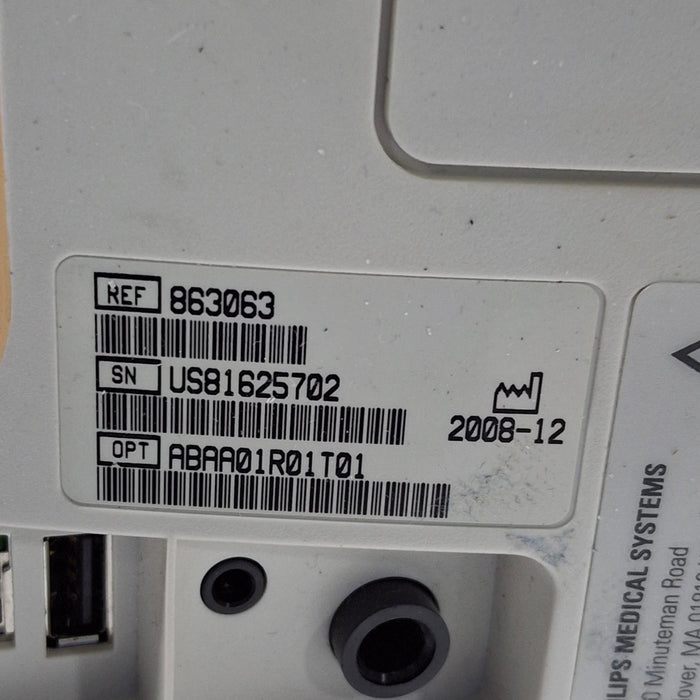 REF 863063
SN US81625702
2008-12
OPT ABAA01R01T01
LIPS MEDICAL SYSTEMS
Minuteman Road